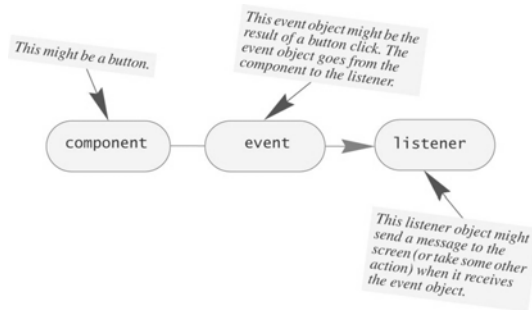 This event object might be the
result of a button click. The
event object goes from the
component to the listener.
This might be a button.
component
event
listener
This listener object might
send a message to the
screen (or take some other
action) when it receives
the event object.